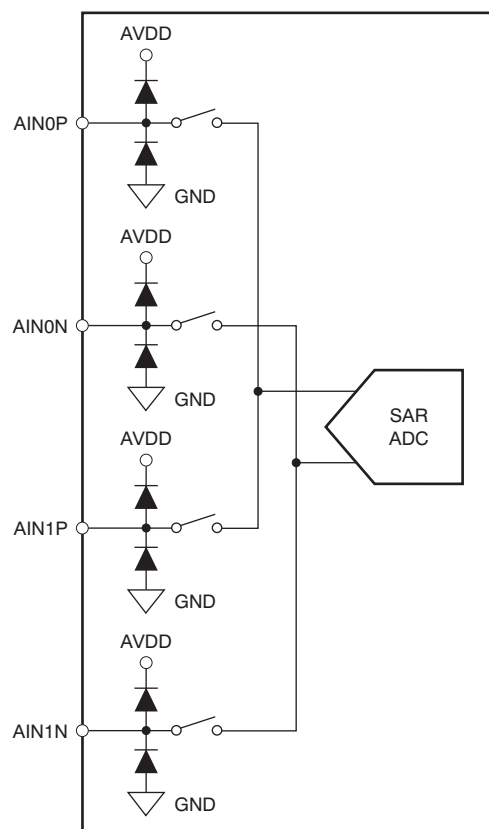 AVDD
AIN0P
GND
AVDD
AIN0N
GND
SAR
ADC
AVDD
AIN1P
GND
AVDD
AIN1N
GND